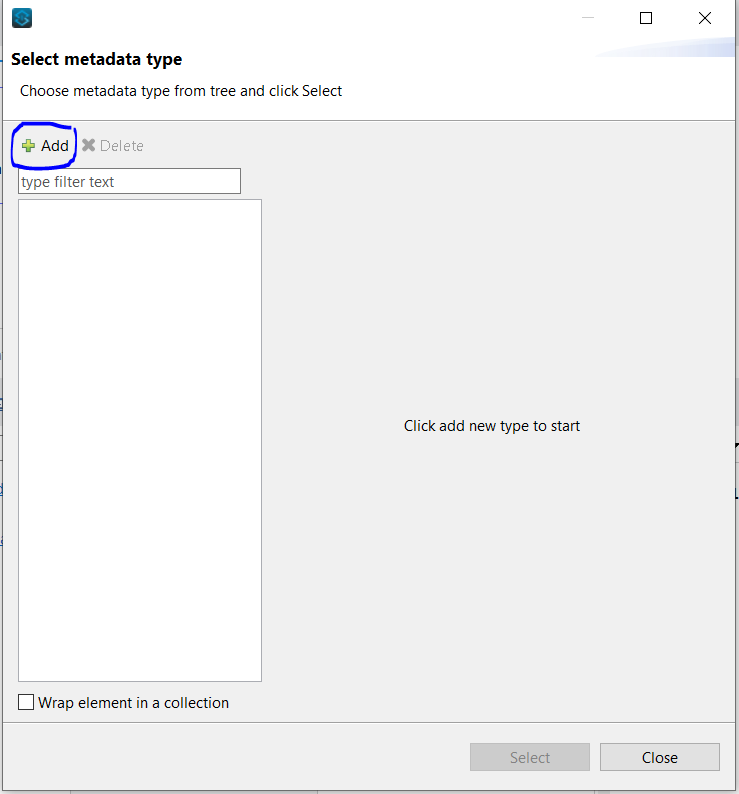 Select metadata type
Choose metadata type from tree and click Select
Add Delete
type filter text
Click add new type to start
Wrap element in a collection
Select Close